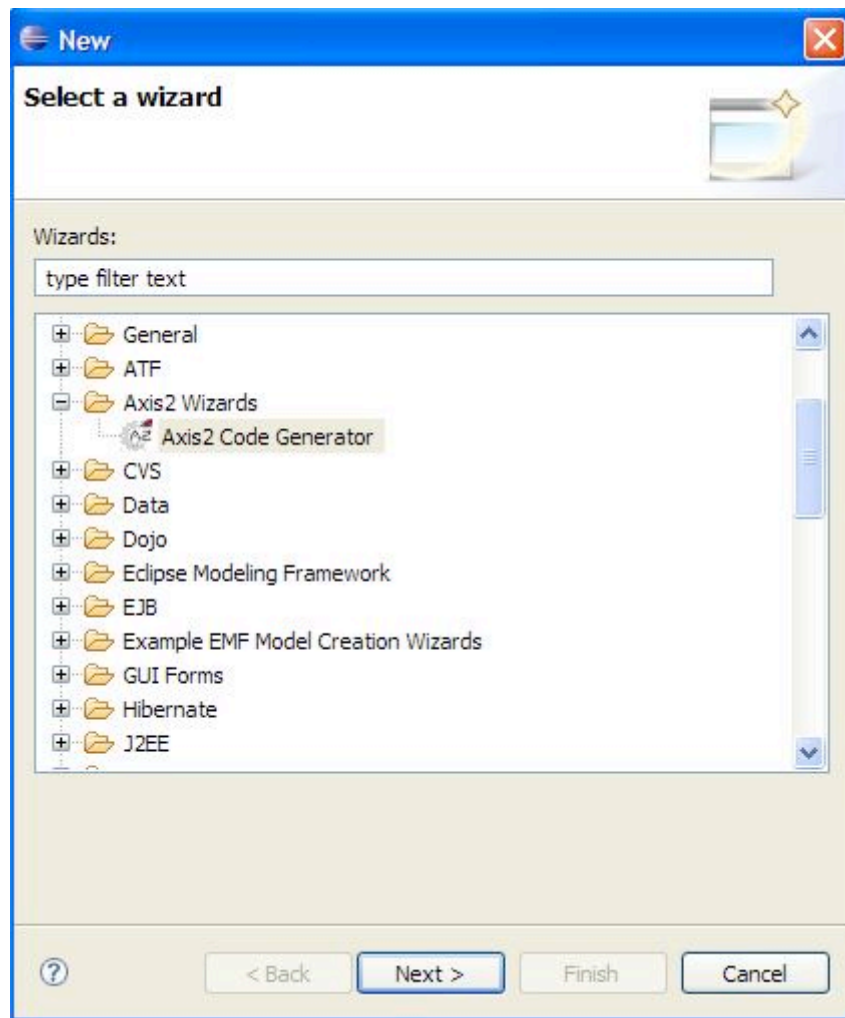 New
Select a wizard
Wizards:
type filter text
General
ATF
Axis2 Wizards
Axis2 Code Generator
CVS
Data
Dojo
Eclipse Modeling Framework
EJB
Example EMF Model Creation Wizards
GUI Forms
Hibernate
J2EE
? < Back Next > Finish Cancel